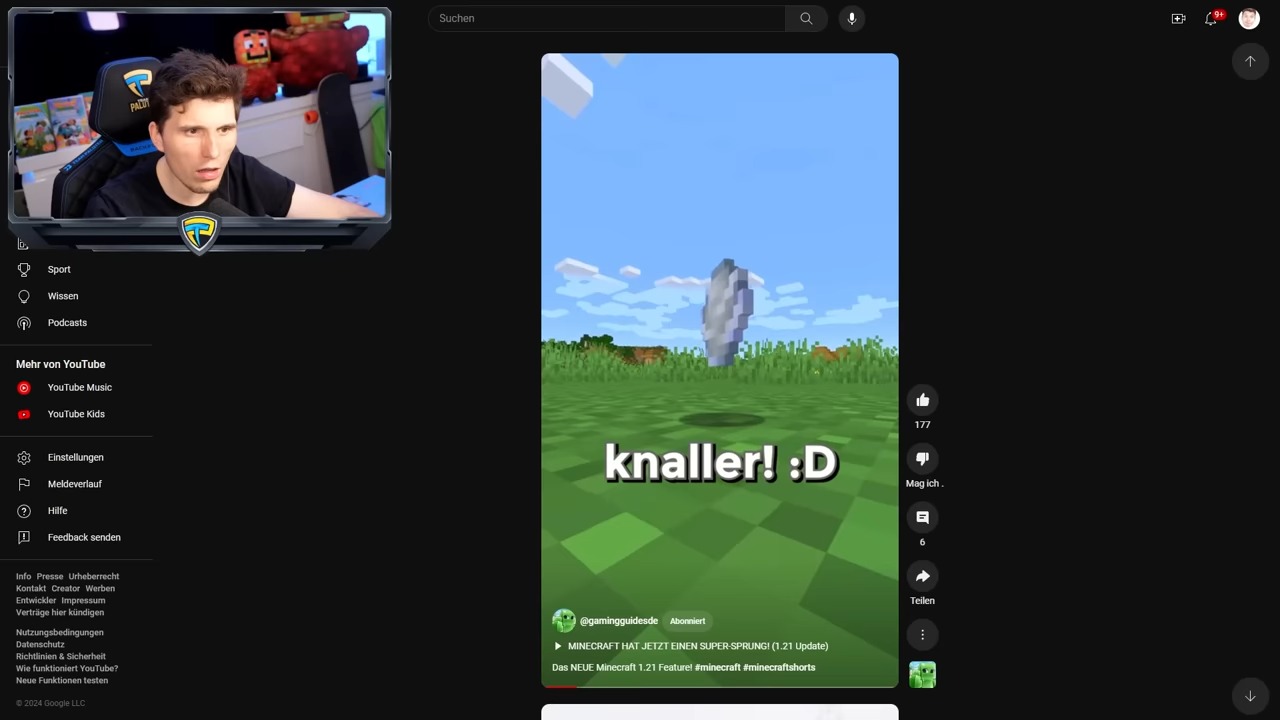 Suchen
9+
PALUT
Sport
Wissen
Podcasts
Mehr von YouTube
YouTube Music
YouTube Kids
Einstellungen
Meldeverlauf
Hilfe
Feedback senden
Info Presse Urheberrecht
Kontakt Creator Werben
Entwickler Impressum
Verträge hier kündigen
Nutzungsbedingungen
Datenschutz
Richtlinien & Sicherheit
Wie funktioniert YouTube?
Neue Funktionen testen
© 2024 Google LLC
knaller! :D
@gamingguidesde Abonniert
MINECRAFT HAT JETZT EINEN SUPER-SPRUNG! (1.21 Update)
Das NEUE Minecraft 1.21 Feature! #minecraft #minecraftshorts
177
Mag ich .
6
Teilen